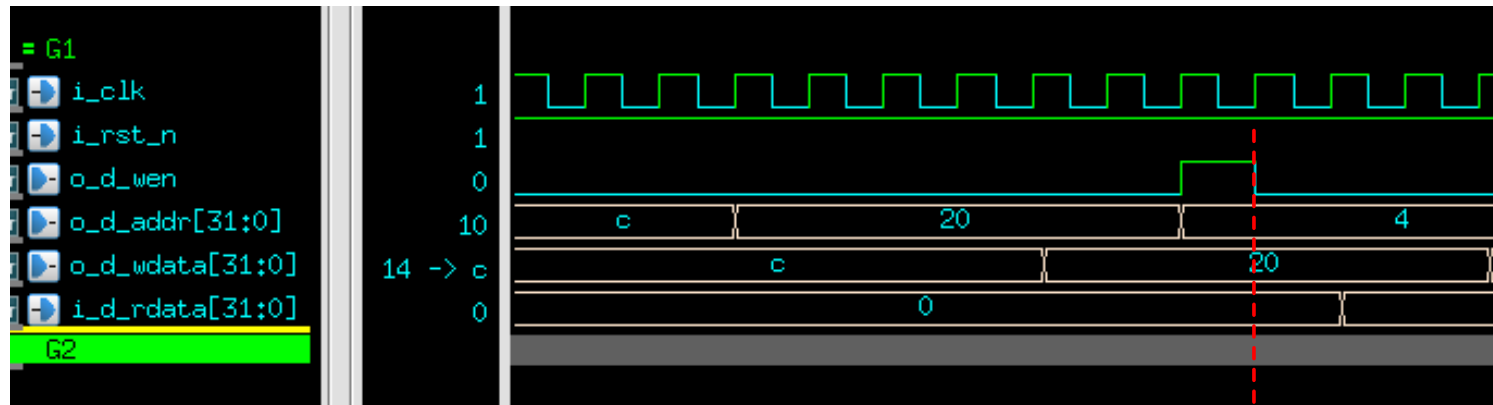 = G1
i_clk 1
i_rst_n 1
o_d_wen 0
o_d_addr[31:0] 10 c 20 4
o_d_wdata[31:0] 14 -> c c 20
i_d_rdata[31:0] 0 0
G2